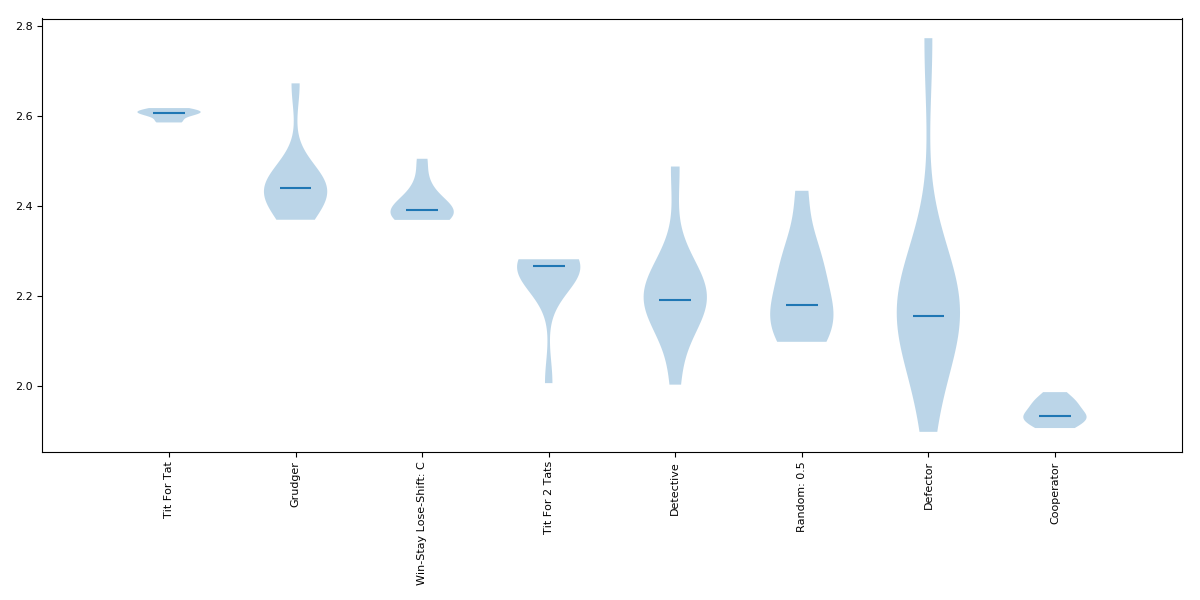 2.8
2.6
2.4
2.2
2.0
Tit For Tat
Grudger
Win-Stay Lose-Shift: C
Tit For 2 Tats
Detective
Random: 0.5
Defector
Cooperator